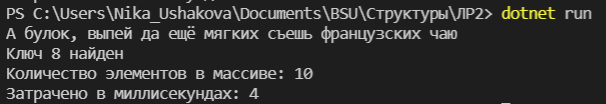 PS C:\Users\Nika_Ushakova\Documents\BSU\Структуры\ЛР2> dotnet run
А булок, выпей да ещё мягких съешь французских чаю
Ключ 8 найден
Количество элементов в массиве: 10
Затрачено в миллисекундах: 4